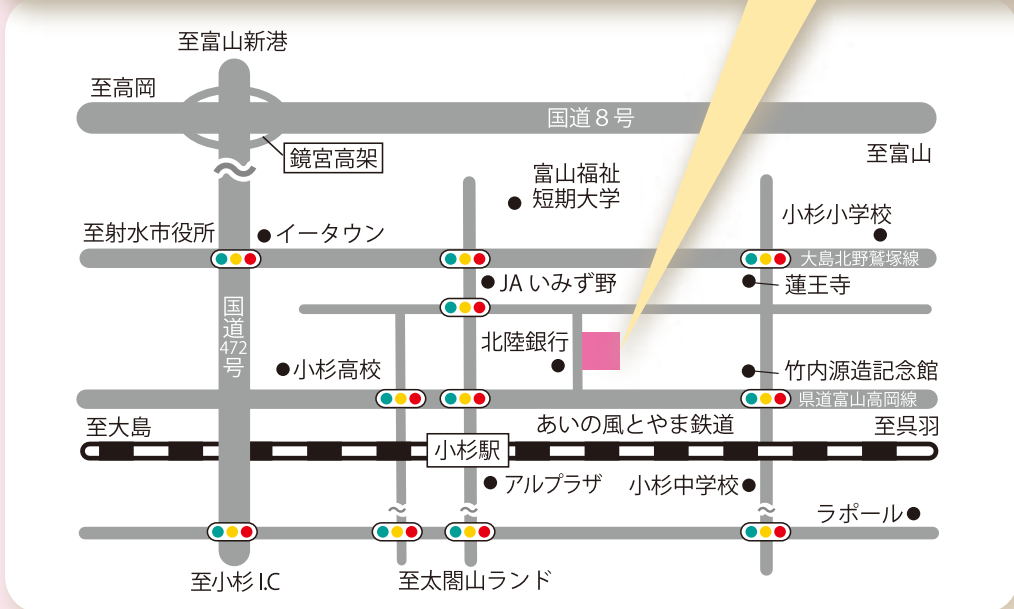 至富山新港
至高岡
国道8号
鏡宮高架
至富山
富山福祉
短期大学
小杉小学校
至射水市役所
イータウン
大島北野鷲塚線
JAいみず野
蓮王寺
国道472号
北陸銀行
小杉高校
竹内源造記念館
県道富山高岡線
至大島
あいの風とやま鉄道
至呉羽
小杉駅
アルプラザ
小杉中学校
ラポール
至小杉I.C
至太閤山ランド